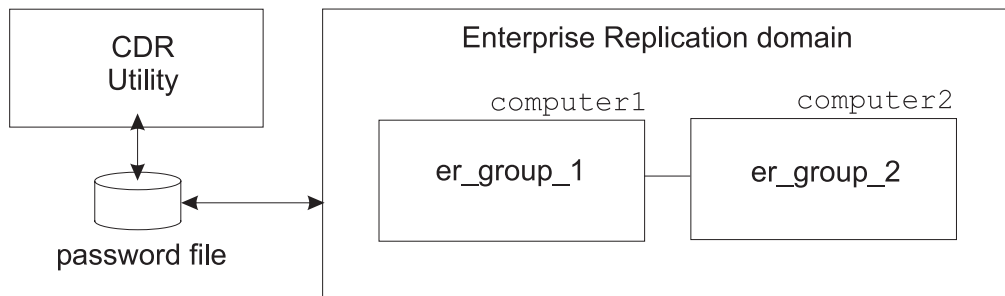 CDR
Utility
password file
Enterprise Replication domain
computer1
er_group_1
computer2
er_group_2